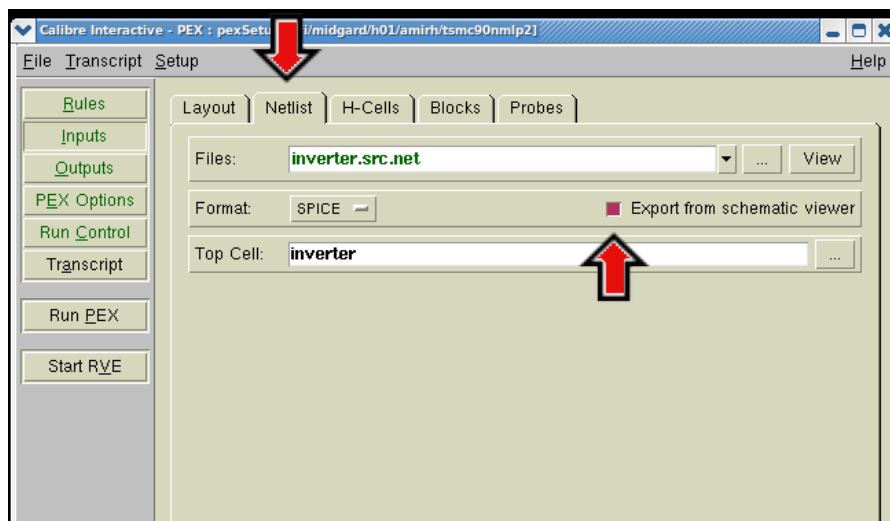 Calibre Interactive - PEX : pexSetu /midgard/h01/amirh/tsmc90nmlp2]
File Transcript Setup Help
Rules
Inputs
Outputs
PEX Options
Run Control
Transcript
Run PEX
Start RVE
Layout Netlist H-Cells Blocks Probes
Files: inverter.src.net ... View
Format: SPICE Export from schematic viewer
Top Cell: inverter ...